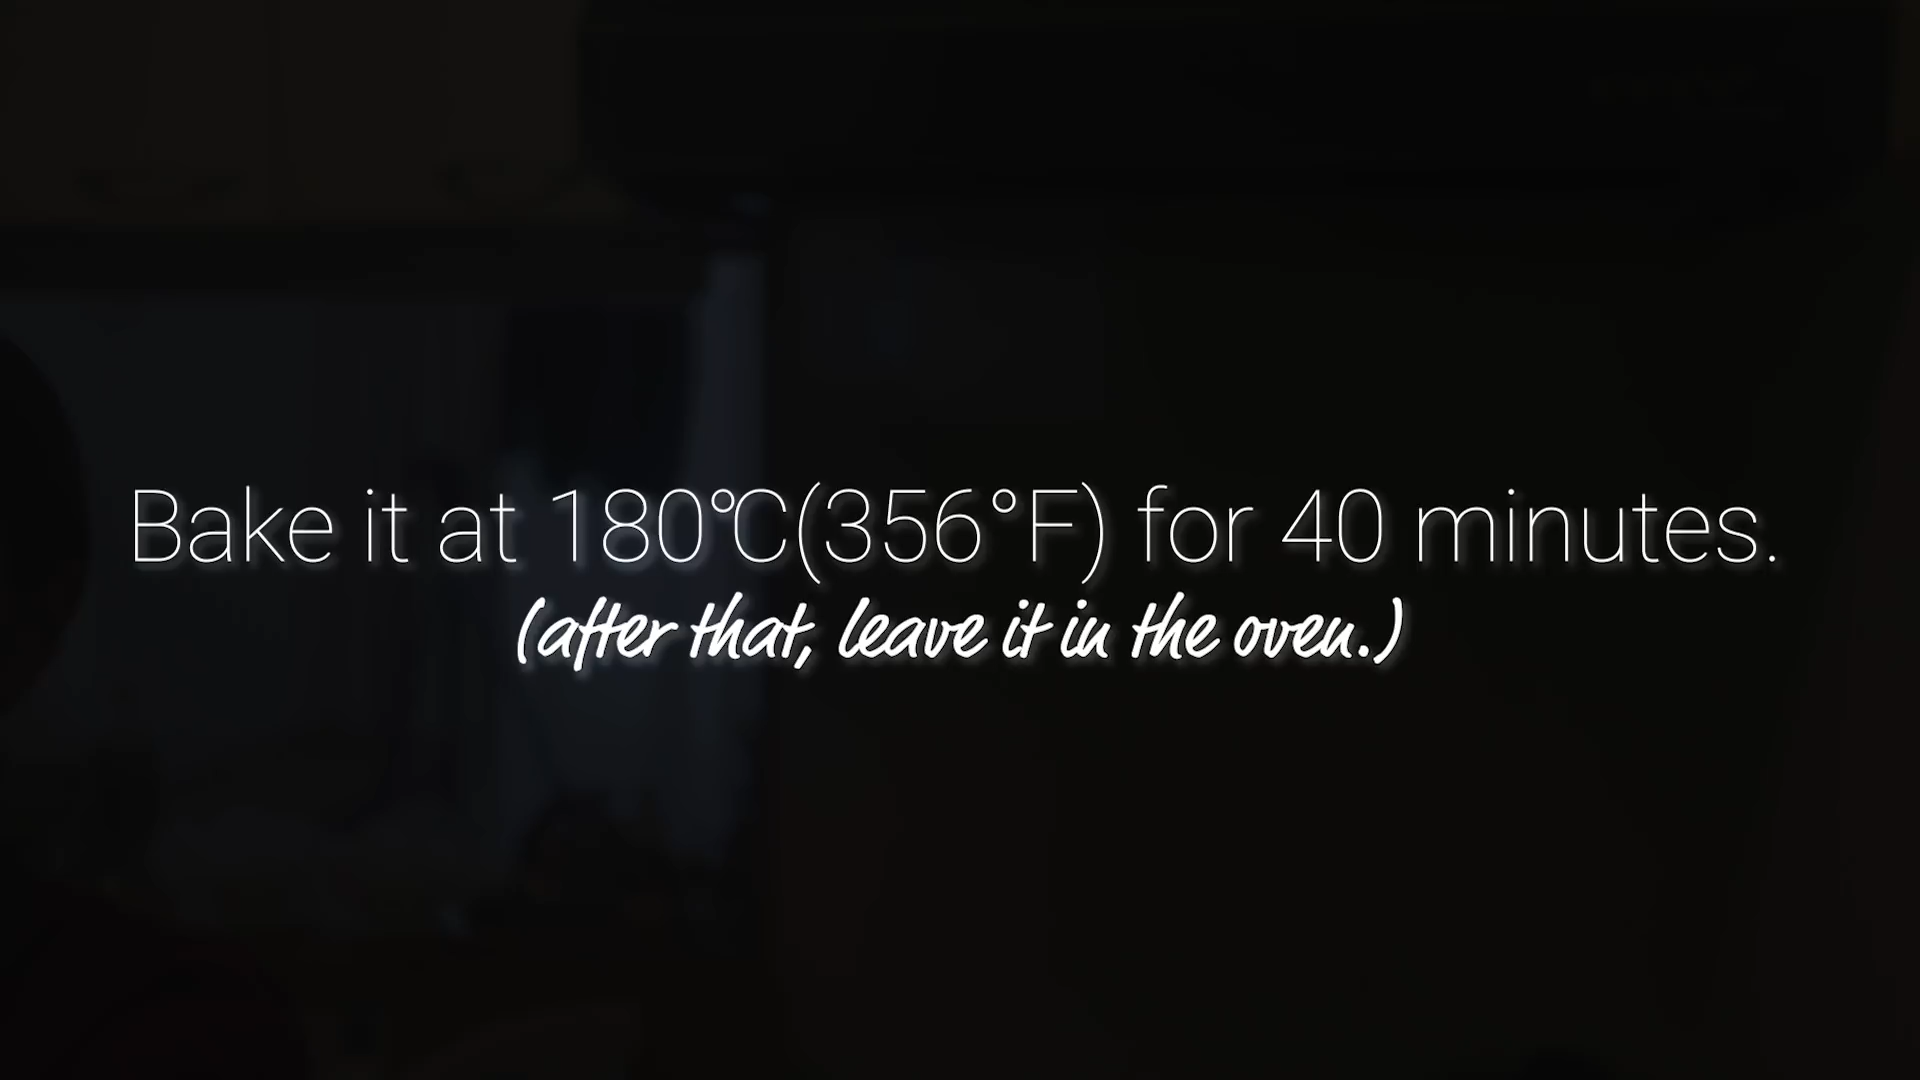 Bake it at 180℃(356°F) for 40 minutes.
(after that, leave it in the oven.)